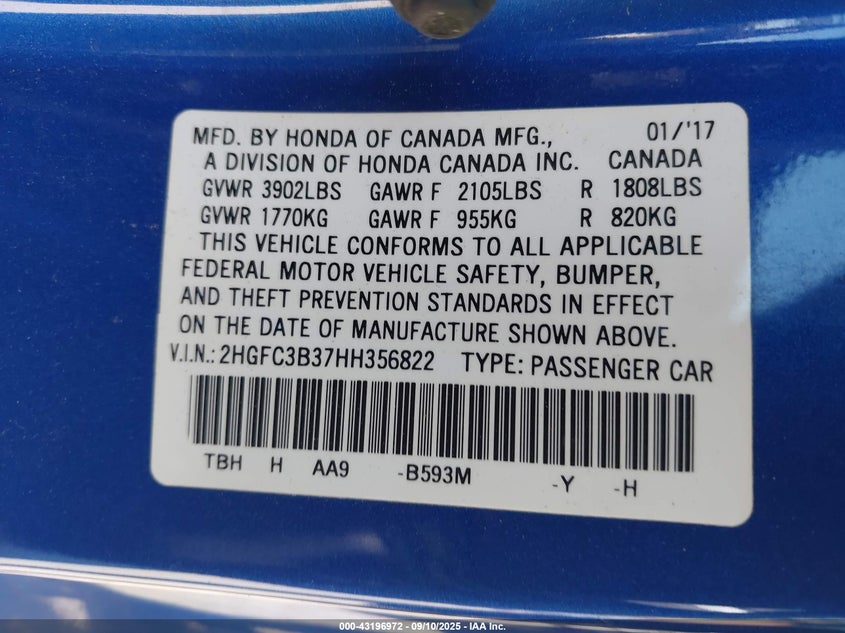 MFD. BY HONDA OF CANADA MFG., 01/'17
A DIVISION OF HONDA CANADA INC. CANADA
GVWR 3902LBS GAWR F 2105LBS R 1808LBS
GVWR 1770KG GAWR F 955KG R 820KG
THIS VEHICLE CONFORMS TO ALL APPLICABLE
FEDERAL MOTOR VEHICLE SAFETY, BUMPER,
AND THEFT PREVENTION STANDARDS IN EFFECT
ON THE DATE OF MANUFACTURE SHOWN ABOVE.
V.I.N.: 2HGFC3B37HH356822 TYPE: PASSENGER CAR
TBH H AA9 -B593M -Y -H
000-43196972 - 09/10/2025 - IAA Inc.